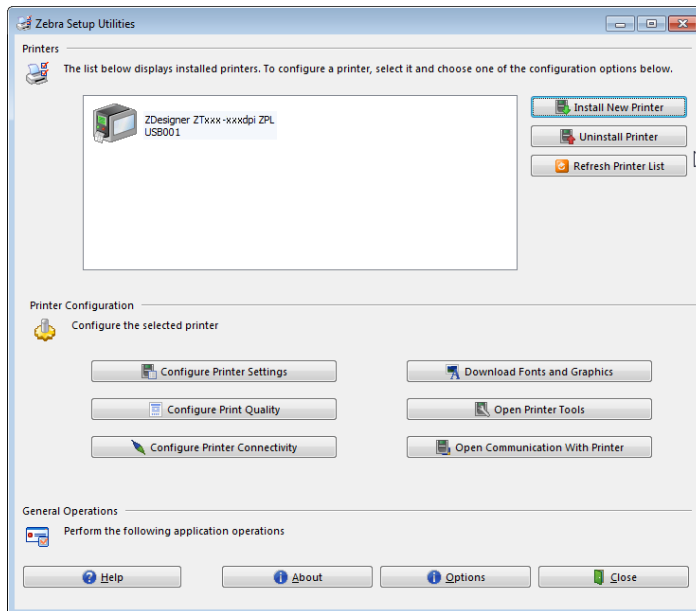 Zebra Setup Utilities
Printers
The list below displays installed printers. To configure a printer, select it and choose one of the configuration options below.
ZDesigner ZTxxx -xxxdpi ZPL
USB001
Install New Printer
Uninstall Printer
Refresh Printer List
Printer Configuration
Configure the selected printer
Configure Printer Settings
Download Fonts and Graphics
Configure Print Quality
Open Printer Tools
Configure Printer Connectivity
Open Communication With Printer
General Operations
Perform the following application operations
Help
About
Options
Close